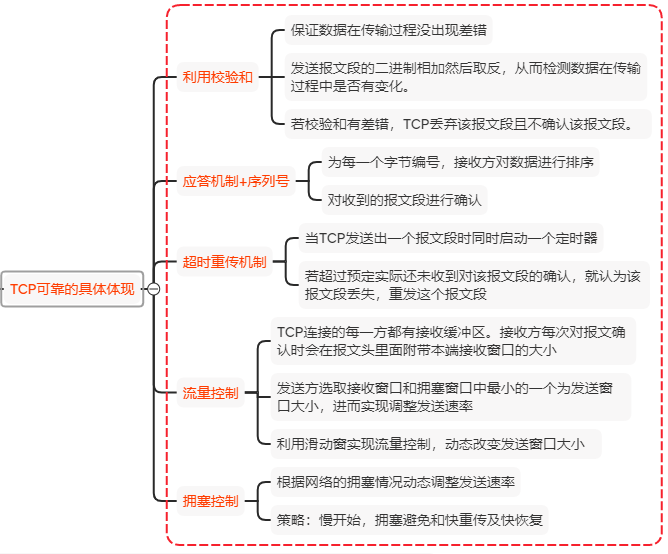 TCP可靠的具体体现
利用校验和
保证数据在传输过程没出现差错
发送报文段的二进制相加然后取反，从而检测数据在传输
过程中是否有变化。
若校验和有差错，TCP丢弃该报文段且不确认该报文段。
应答机制+序列号
为每一个字节编号，接收方对数据进行排序
对收到的报文段进行确认
超时重传机制
当TCP发送出一个报文段时同时启动一个定时器
若超过预定实际还未收到对该报文段的确认，就认为该
报文段丢失，重发这个报文段
流量控制
TCP连接的每一方都有接收缓冲区。接收方每次对报文确
认时会在报文头里面附带本端接收窗口的大小
发送方选取接收窗口和拥塞窗口中最小的一个为发送窗
口大小，进而实现调整发送速率
利用滑动窗实现流量控制，动态改变发送窗口大小
拥塞控制
根据网络的拥塞情况动态调整发送速率
策略：慢开始，拥塞避免和快重传及快恢复